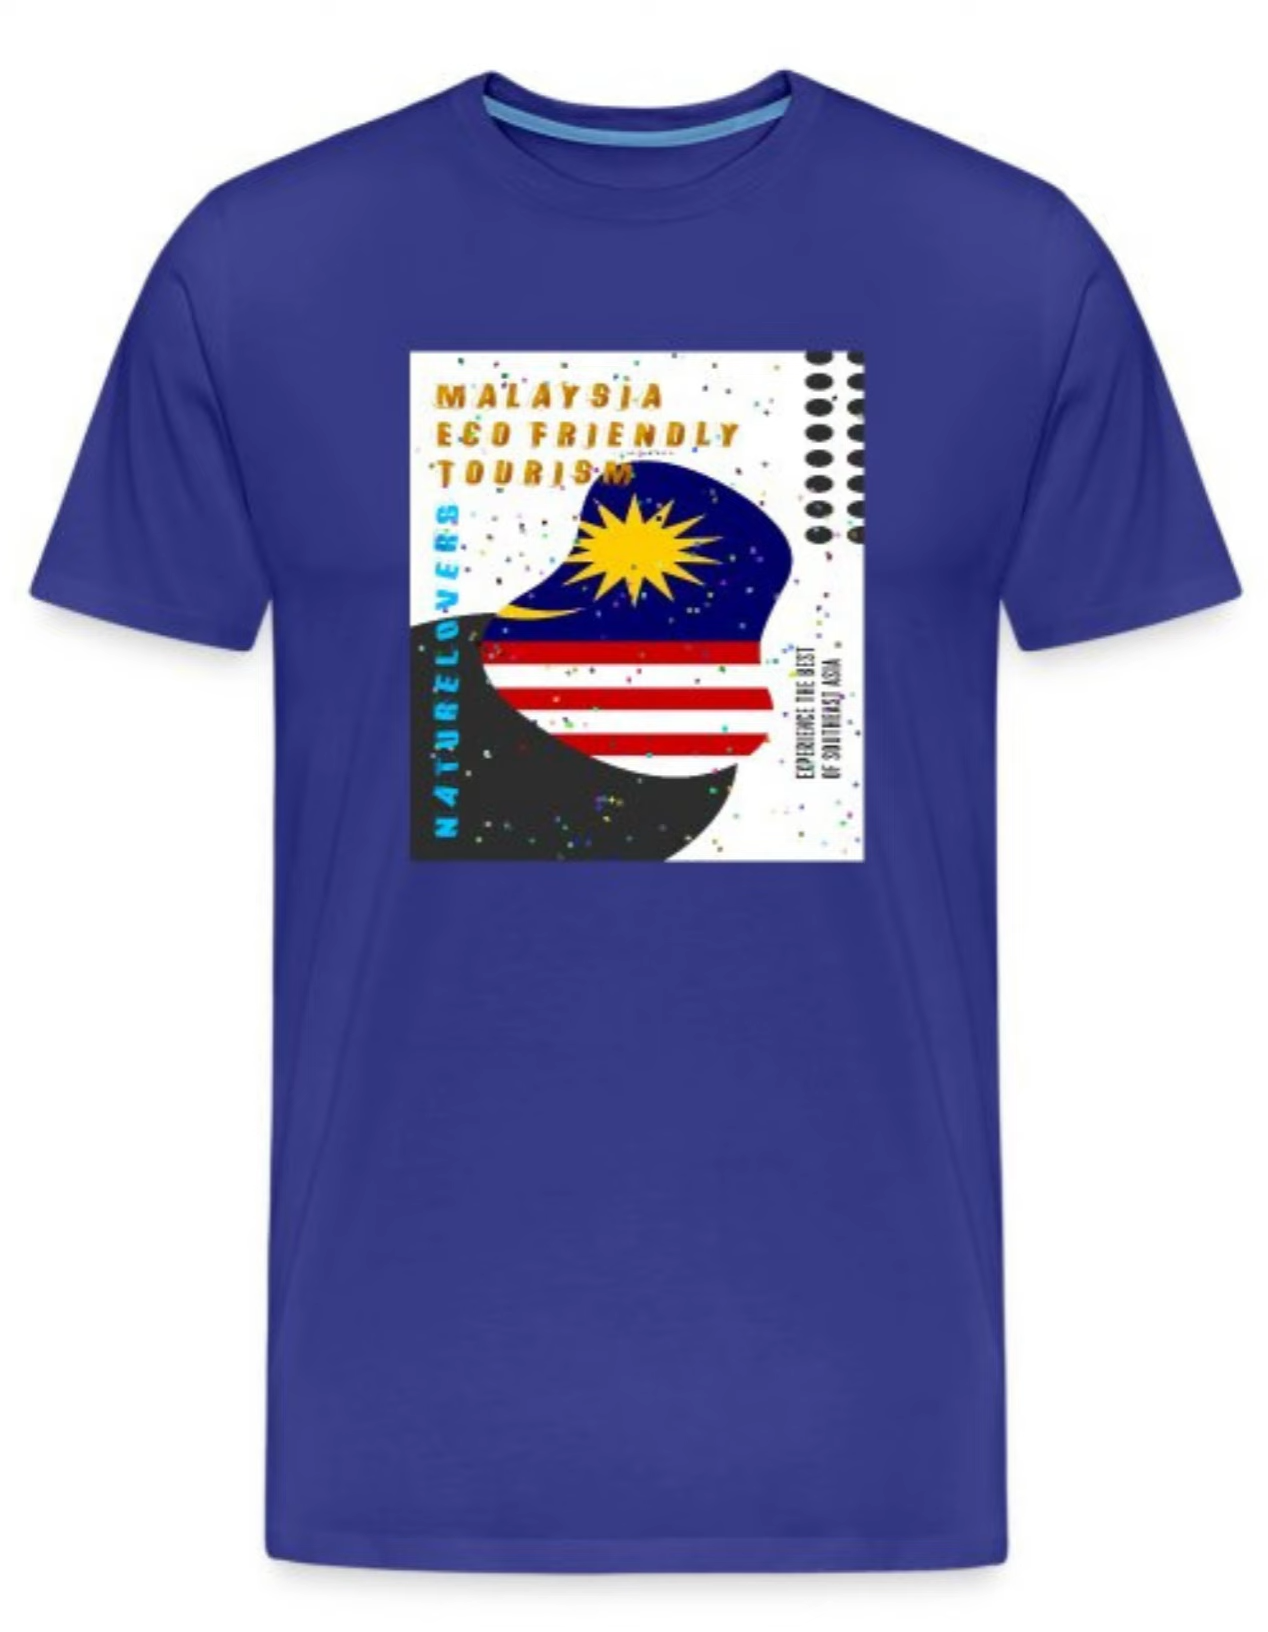 MALAYSIA
ECO FRIENDLY
TOURISM
NATURELOVERS
EXPERIENCE THE BEST
OF SOUTHEAST ASIA